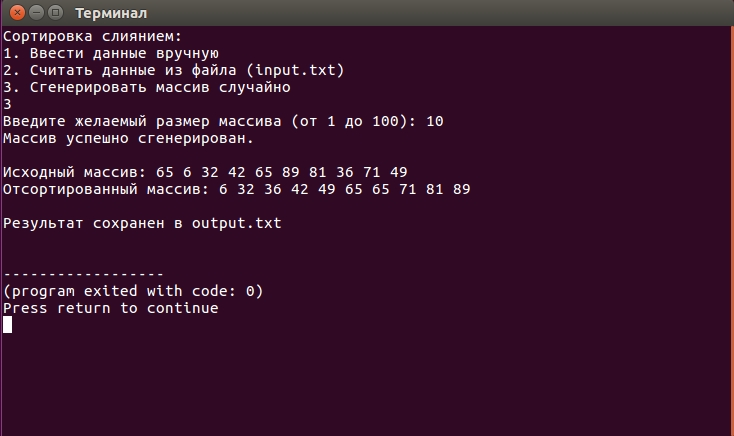 Терминал
Сортировка слиянием:
1. Ввести данные вручную
2. Считать данные из файла (input.txt)
3. Сгенерировать массив случайно
3
Введите желаемый размер массива (от 1 до 100): 10
Массив успешно сгенерирован.
Исходный массив: 65 6 32 42 65 89 81 36 71 49
Отсортированный массив: 6 32 36 42 49 65 65 71 81 89
Результат сохранен в output.txt
------------------
(program exited with code: 0)
Press return to continue